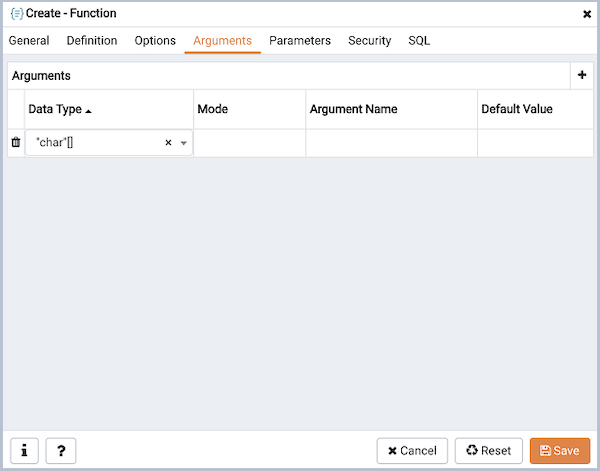 Create - Function
General Definition Options Arguments Parameters Security SQL
Arguments
Data Type Mode Argument Name Default Value
"char"[]
i ? Cancel Reset Save